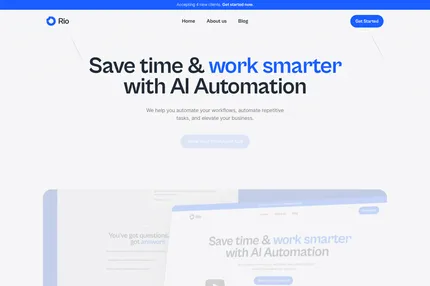 Accepting 4 new clients. Get started now.
Rio
Home
About us
Blog
Get Started
Save time & work smarter
with AI Automation
We help you automate your workflows, automate repetitive
tasks, and elevate your business.
You've got questions,
Rio
Save time & work smarter
with AI Automation